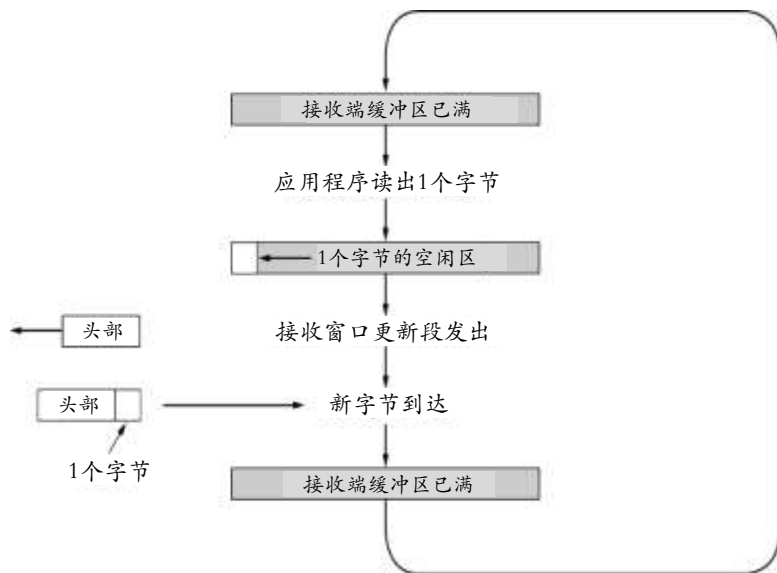 接收端缓冲区已满
应用程序读出1个字节
1个字节的空闲区
接收窗口更新段发出
头部
头部
新字节到达
1个字节
接收端缓冲区已满